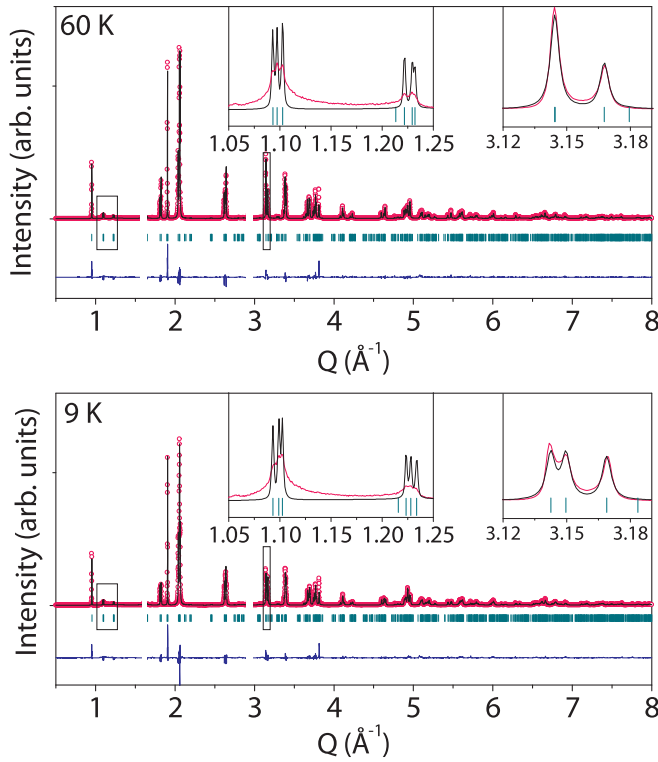 60 K
Intensity (arb. units)
1.05 1.10 1.15 1.20 1.25
3.12 3.15 3.18
1 2 3 4 5 6 7 8
Q (Å⁻¹)
9 K
Intensity (arb. units)
1.05 1.10 1.15 1.20 1.25
3.12 3.15 3.18
1 2 3 4 5 6 7 8
Q (Å⁻¹)